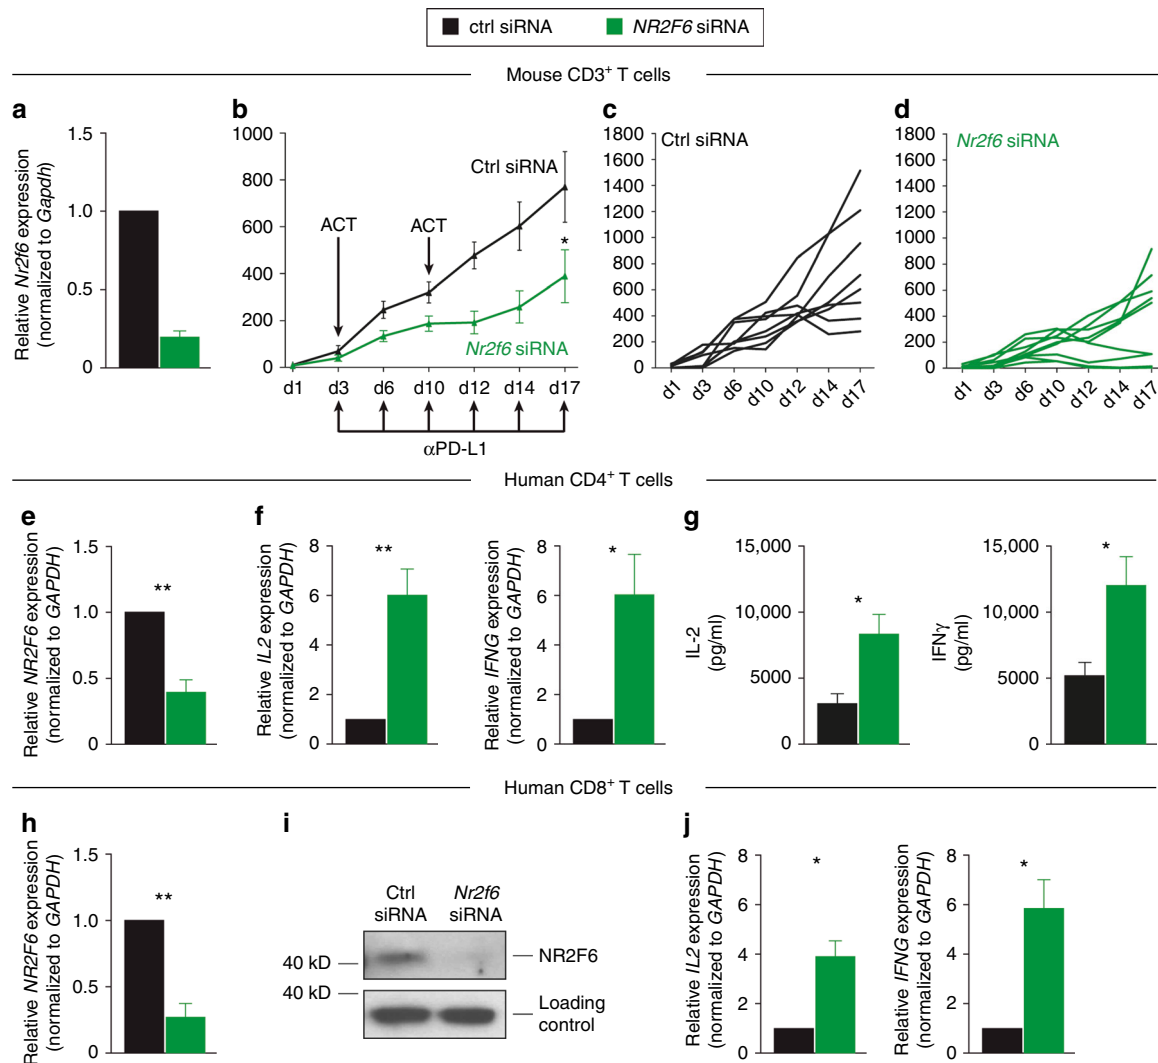 ctrl siRNA
NR2F6 siRNA
Mouse CD3+ T cells
a
Relative Nr2f6 expression
(normalized to Gapdh)
1.5
1.0
0.5
0
b
1000
800
600
400
200
0
Ctrl siRNA
ACT
ACT
*
Nr2f6 siRNA
d1 d3 d6 d10 d12 d14 d17
αPD-L1
c
1800
1600
1400
1200
1000
800
600
400
200
0
Ctrl siRNA
d1 d3 d6 d10 d12 d14 d17
d
1800
1600
1400
1200
1000
800
600
400
200
0
Nr2f6 siRNA
d1 d3 d6 d10 d12 d14 d17
Human CD4+ T cells
e
Relative NR2F6 expression
(normalized to GAPDH)
1.5
1.0
0.5
0
**
f
Relative IL2 expression
(normalized to GAPDH)
8
6
4
2
0
**
Relative IFNG expression
(normalized to GAPDH)
8
6
4
2
0
*
g
IL-2
(pg/ml)
15,000
10,000
5000
0
*
IFNγ
(pg/ml)
15,000
10,000
5000
0
*
Human CD8+ T cells
h
Relative NR2F6 expression
(normalized to GAPDH)
1.5
1.0
0.5
0
**
i
Ctrl
siRNA
Nr2f6
siRNA
40 kD
NR2F6
40 kD
Loading
control
j
Relative IL2 expression
(normalized to GAPDH)
8
6
4
2
0
*
Relative IFNG expression
(normalized to GAPDH)
8
6
4
2
0
*